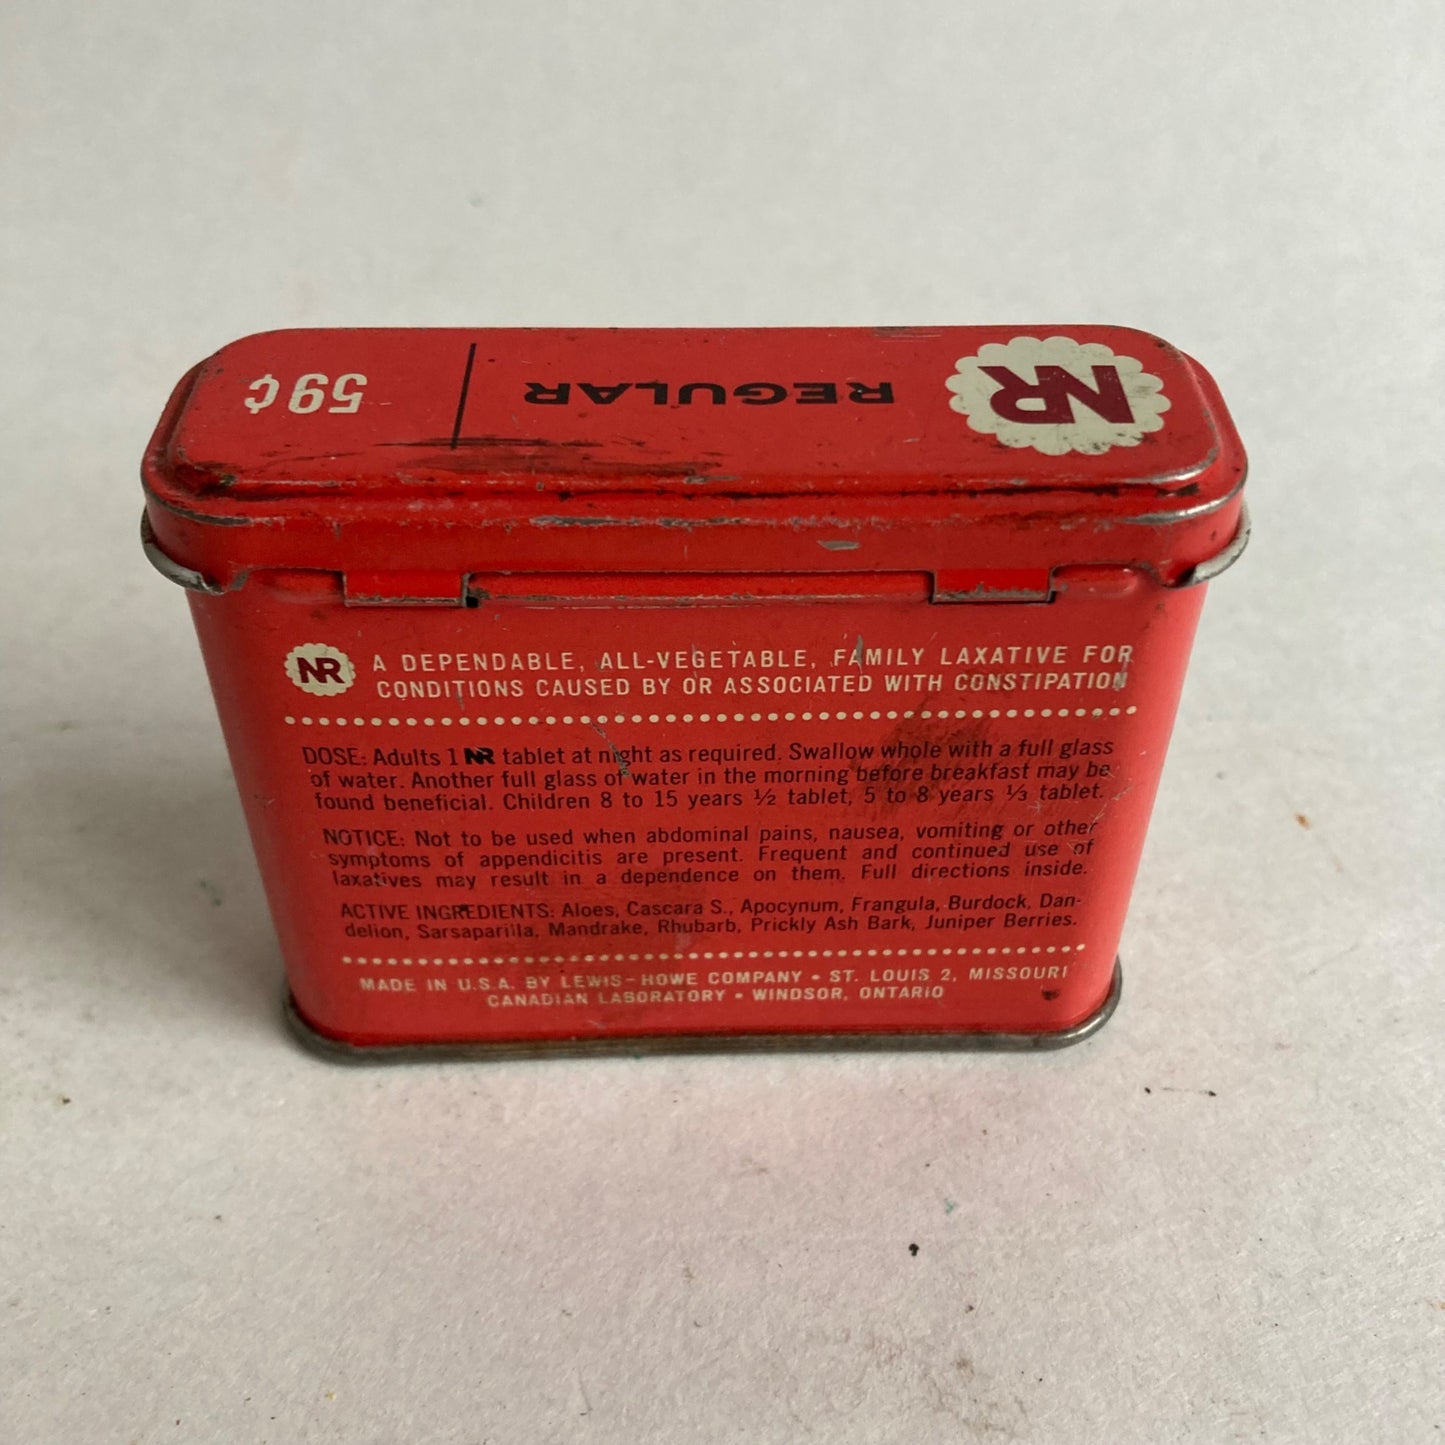 NR REGULAR 59¢
NR
A DEPENDABLE, ALL-VEGETABLE, FAMILY LAXATIVE FOR
CONDITIONS CAUSED BY OR ASSOCIATED WITH CONSTIPATION
DOSE: Adults 1 NR tablet at night as required. Swallow whole with a full glass
of water. Another full glass of water in the morning before breakfast may be
found beneficial. Children 8 to 15 years ½ tablet, 5 to 8 years ⅓ tablet.
NOTICE: Not to be used when abdominal pains, nausea, vomiting or other
symptoms of appendicitis are present. Frequent and continued use of
laxatives may result in a dependence on them. Full directions inside.
ACTIVE INGREDIENTS: Aloes, Cascara S., Apocynum, Frangula, Burdock, Dan-
delion, Sarsaparilla, Mandrake, Rhubarb, Prickly Ash Bark, Juniper Berries.
MADE IN U.S.A. BY LEWIS-HOWE COMPANY • ST. LOUIS 2, MISSOURI
CANADIAN LABORATORY • WINDSOR, ONTARIO